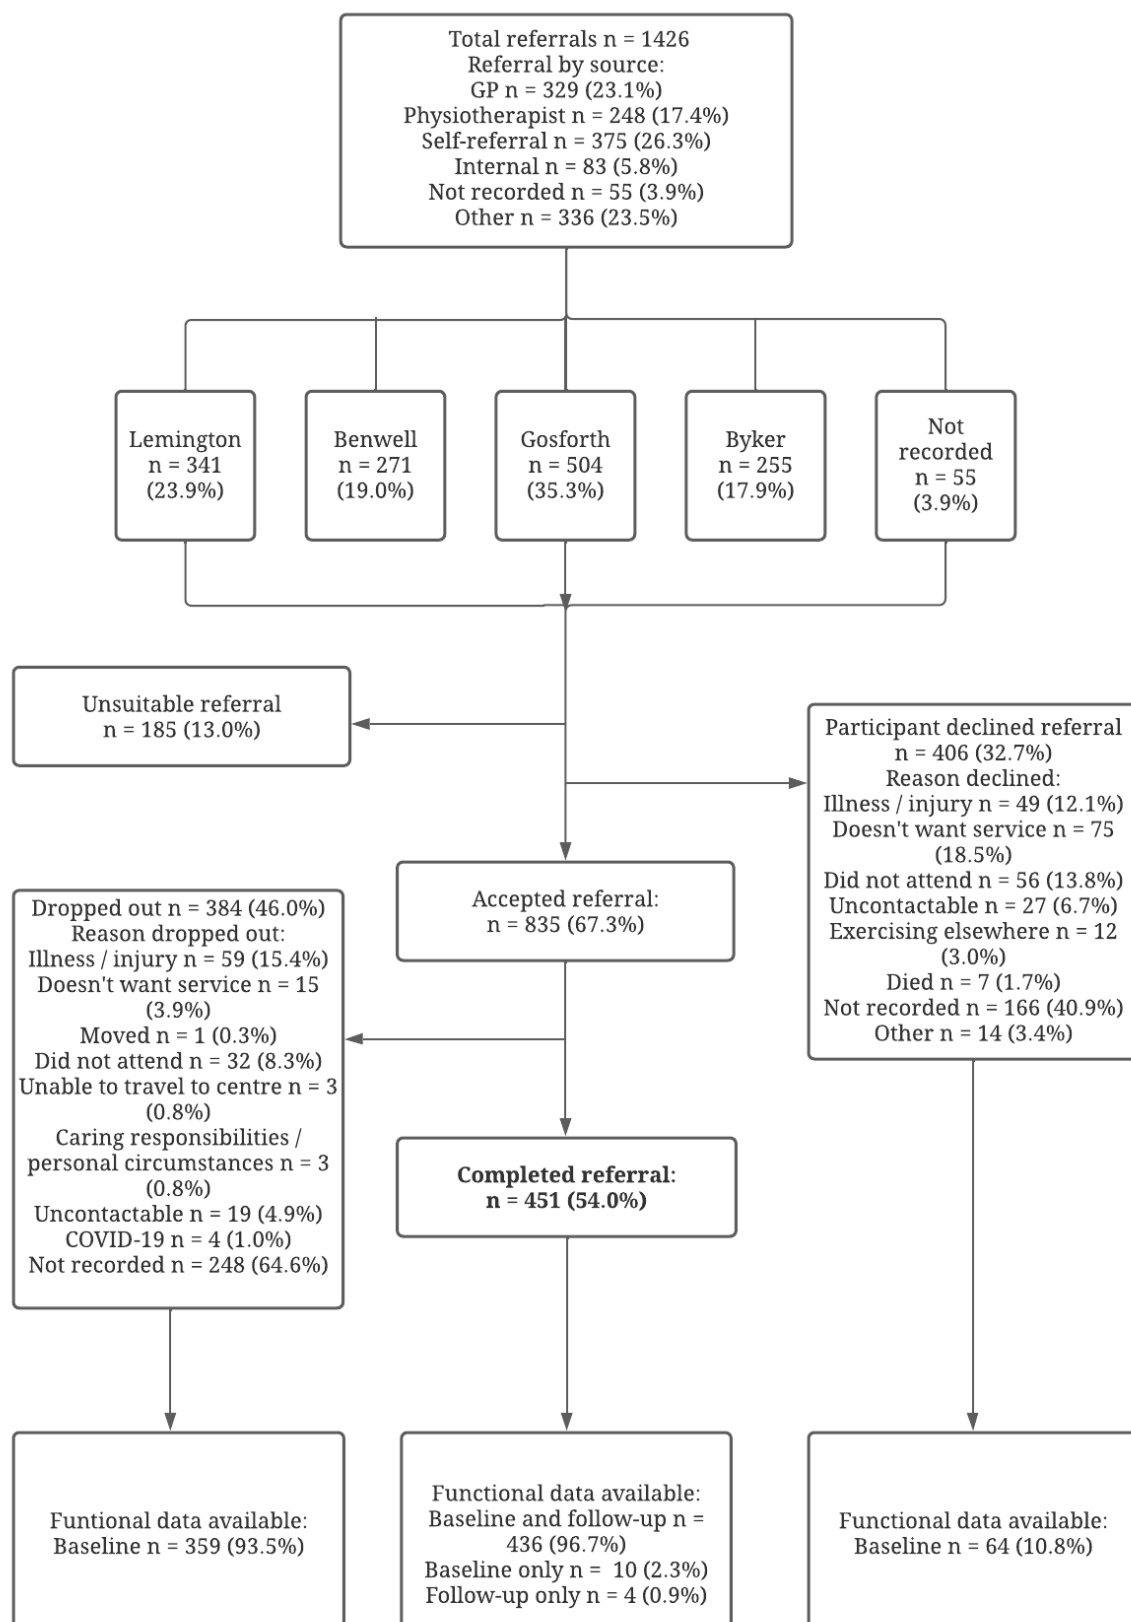 Total referrals n = 1426
Referral by source:
GP n = 329 (23.1%)
Physiotherapist n = 248 (17.4%)
Self-referral n = 375 (26.3%)
Internal n = 83 (5.8%)
Not recorded n = 55 (3.9%)
Other n = 336 (23.5%)
Lemington
n = 341
(23.9%)
Benwell
n = 271
(19.0%)
Gosforth
n = 504
(35.3%)
Byker
n = 255
(17.9%)
Not
recorded
n = 55
(3.9%)
Unsuitable referral
n = 185 (13.0%)
Participant declined referral
n = 406 (32.7%)
Reason declined:
Illness / injury n = 49 (12.1%)
Doesn't want service n = 75
(18.5%)
Did not attend n = 56 (13.8%)
Uncontactable n = 27 (6.7%)
Exercising elsewhere n = 12
(3.0%)
Died n = 7 (1.7%)
Not recorded n = 166 (40.9%)
Other n = 14 (3.4%)
Accepted referral:
n = 835 (67.3%)
Dropped out n = 384 (46.0%)
Reason dropped out:
Illness / injury n = 59 (15.4%)
Doesn't want service n = 15
(3.9%)
Moved n = 1 (0.3%)
Did not attend n = 32 (8.3%)
Unable to travel to centre n = 3
(0.8%)
Caring responsibilities /
personal circumstances n = 3
(0.8%)
Uncontactable n = 19 (4.9%)
COVID-19 n = 4 (1.0%)
Not recorded n = 248 (64.6%)
Completed referral:
n = 451 (54.0%)
Funtional data available:
Baseline n = 359 (93.5%)
Functional data available:
Baseline and follow-up n =
436 (96.7%)
Baseline only n =  10 (2.3%)
Follow-up only n = 4 (0.9%)
Functional data available:
Baseline n = 64 (10.8%)